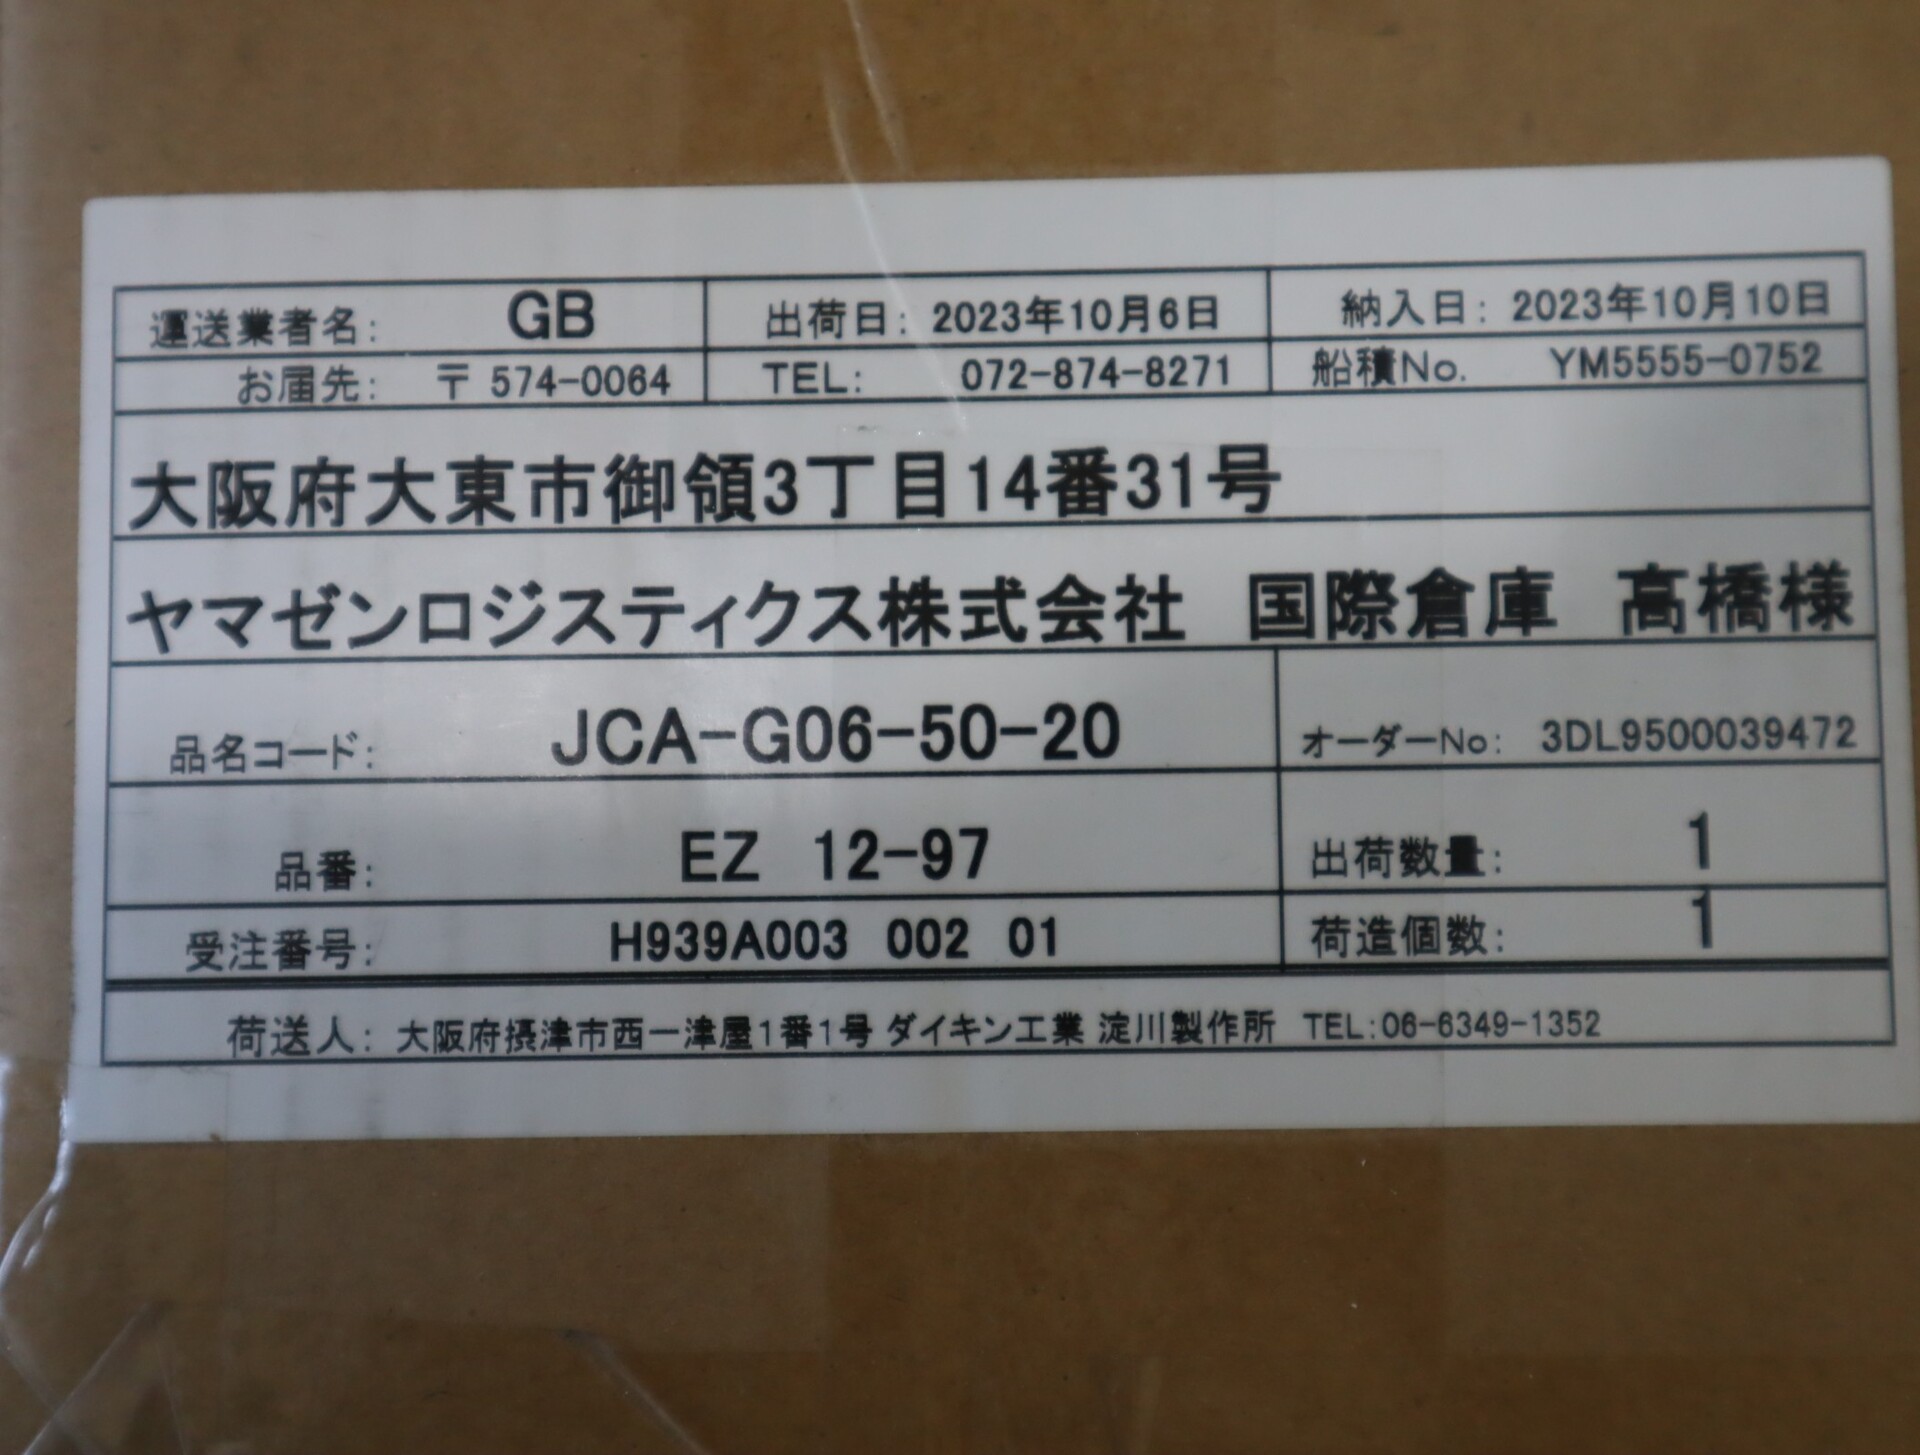 運送業者名: GB 出荷日: 2023年10月6日 納入日: 2023年10月10日
お届先: 〒 574-0064 TEL: 072-874-8271 船積No. YM5555-0752
大阪府大東市御領3丁目14番31号
ヤマゼンロジスティクス株式会社 国際倉庫 高橋様
品名コード: JCA-G06-50-20 オーダーNo: 3DL9500039472
品番: EZ 12-97 出荷数量: 1
受注番号: H939A003 002 01 荷造個数: 1
荷送人: 大阪府摂津市西一津屋1番1号 ダイキン工業 淀川製作所 TEL:06-6349-1352